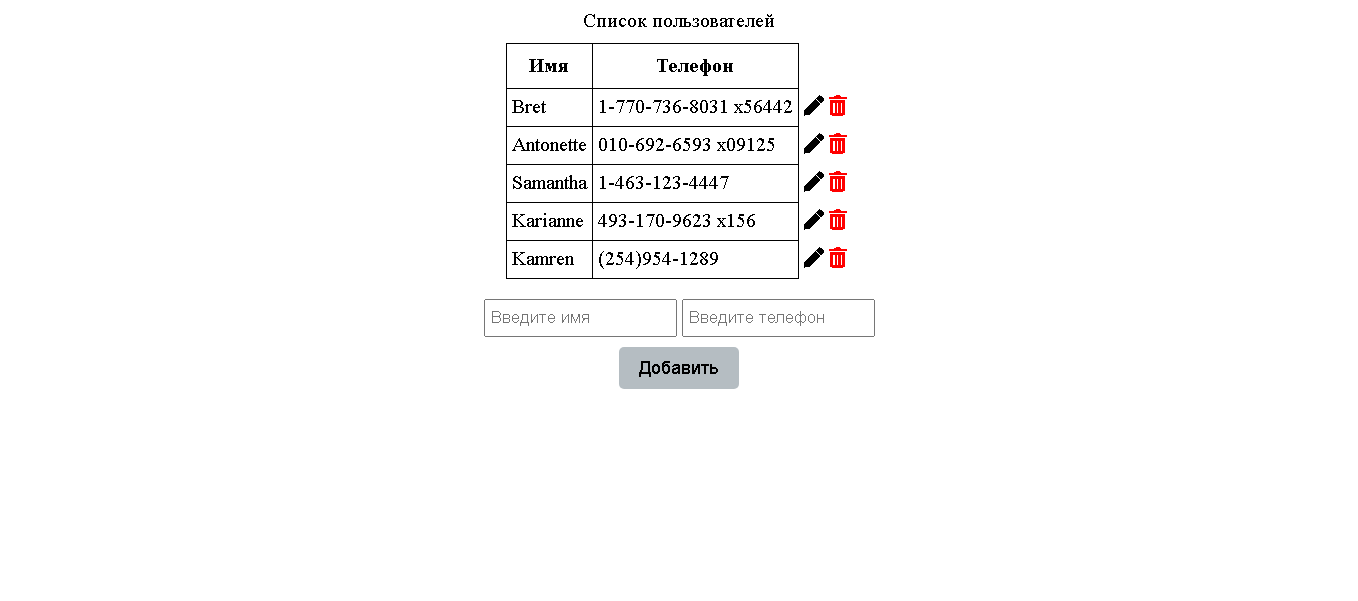 Список пользователей
Имя Телефон
Bret 1-770-736-8031 x56442
Antonette 010-692-6593 x09125
Samantha 1-463-123-4447
Karianne 493-170-9623 x156
Kamren (254)954-1289
Введите имя Введите телефон
Добавить